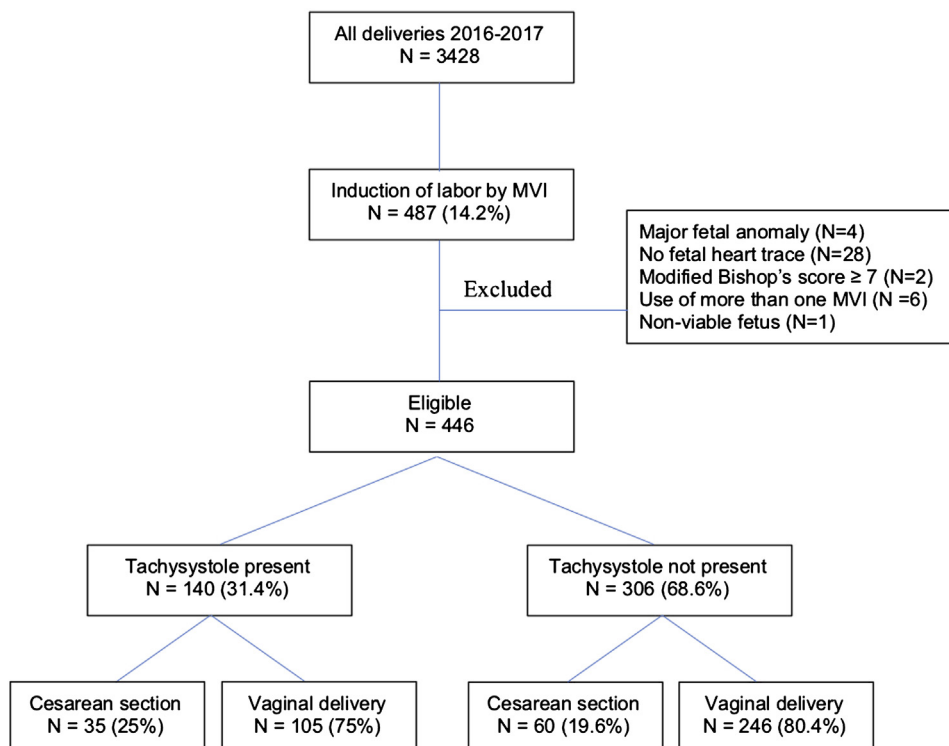 All deliveries 2016-2017
N = 3428
Induction of labor by MVI
N = 487 (14.2%)
Major fetal anomaly (N=4)
No fetal heart trace (N=28)
Modified Bishop's score ≥ 7 (N=2)
Use of more than one MVI (N =6)
Non-viable fetus (N=1)
Excluded
Eligible
N = 446
Tachysystole present
N = 140 (31.4%)
Tachysystole not present
N = 306 (68.6%)
Cesarean section
N = 35 (25%)
Vaginal delivery
N = 105 (75%)
Cesarean section
N = 60 (19.6%)
Vaginal delivery
N = 246 (80.4%)